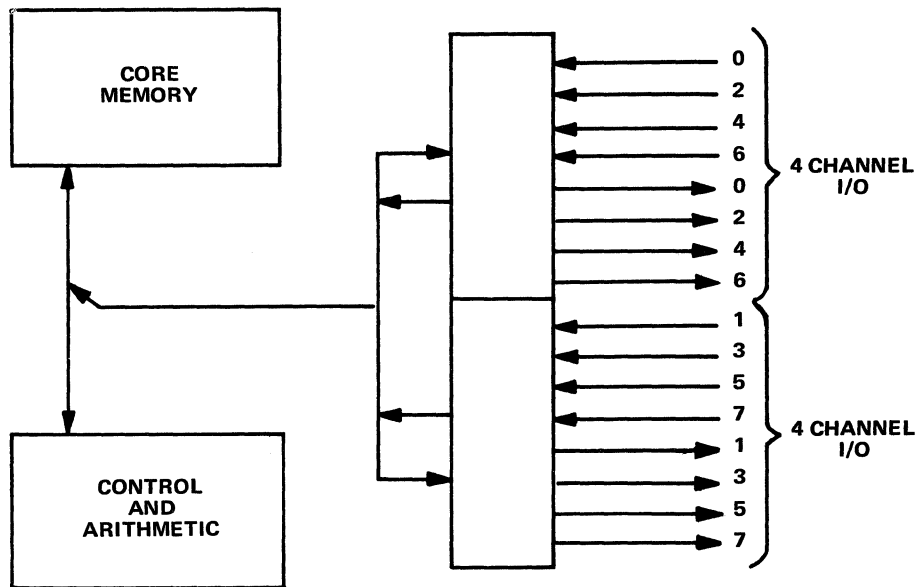 CORE
MEMORY
0
2
4
6
0
2
4
6
4 CHANNEL
I/O
1
3
5
7
1
3
5
7
4 CHANNEL
I/O
CONTROL
AND
ARITHMETIC